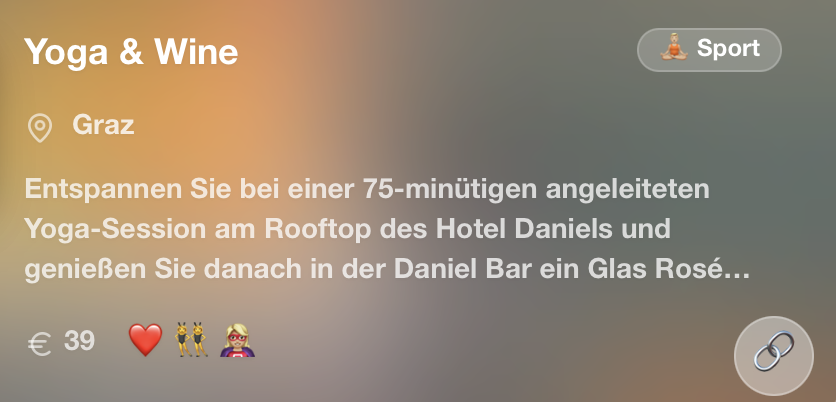 Yoga & Wine
Sport
Graz
Entspannen Sie bei einer 75-minütigen angeleiteten
Yoga-Session am Rooftop des Hotel Daniels und
genießen Sie danach in der Daniel Bar ein Glas Rosé...
€ 39